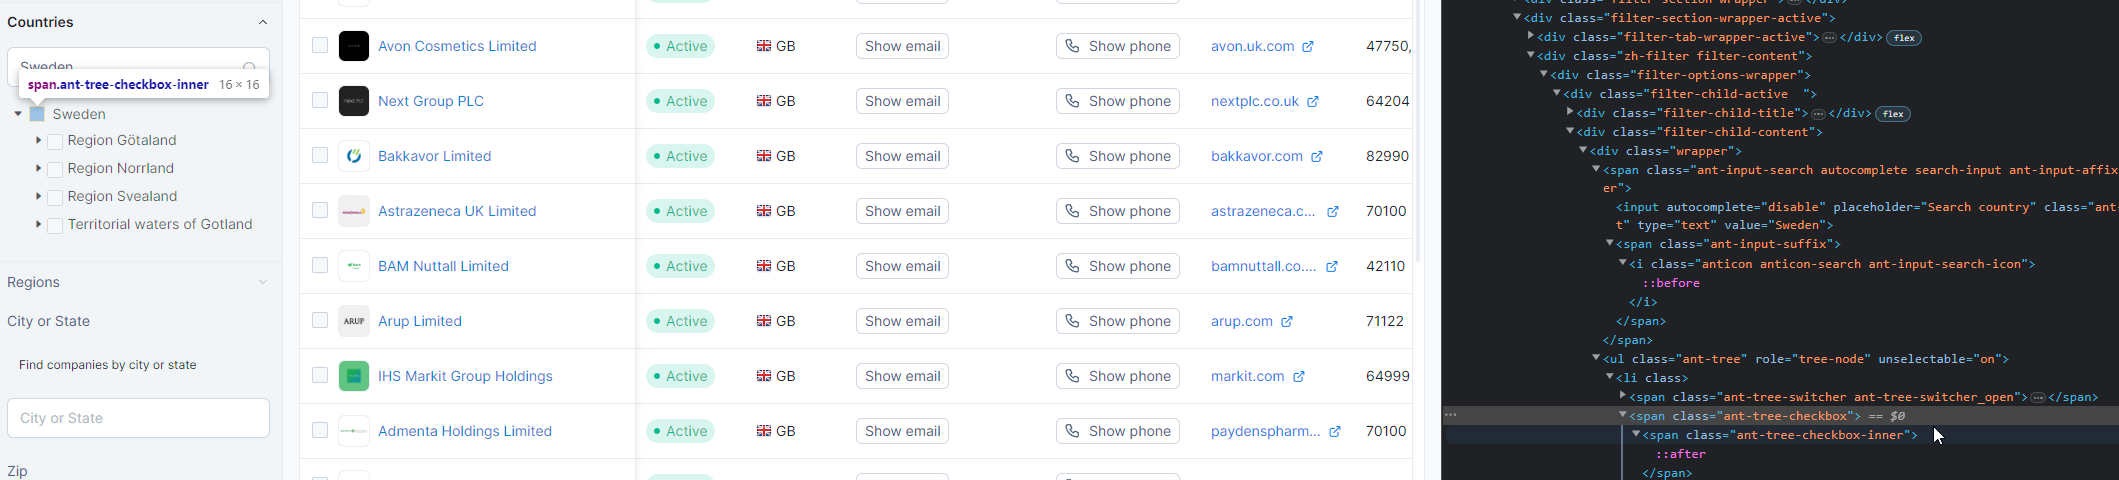 Countries
Sweden
span.ant-tree-checkbox-inner 16 × 16
Sweden
Region Götaland
Region Norrland
Region Svealand
Territorial waters of Gotland
Regions
City or State
Find companies by city or state
City or State
Zip
Avon Cosmetics Limited Active GB Show email Show phone avon.uk.com 47750,
Next Group PLC Active GB Show email Show phone nextplc.co.uk 64204
Bakkavor Limited Active GB Show email Show phone bakkavor.com 82990
Astrazeneca UK Limited Active GB Show email Show phone astrazeneca.c... 70100
BAM Nuttall Limited Active GB Show email Show phone bamnuttall.co.... 42110
ARUP Arup Limited Active GB Show email Show phone arup.com 71122
IHS Markit Group Holdings Active GB Show email Show phone markit.com 64999
Admenta Holdings Limited Active GB Show email Show phone paydenspharm... 70100
<div class="filter-section-wrapper-active">
<div class="filter-tab-wrapper-active">…</div> flex
<div class="zh-filter filter-content">
<div class="filter-options-wrapper">
<div class="filter-child-active  ">
<div class="filter-child-title">…</div> flex
<div class="filter-child-content">
<div class="wrapper">
<span class="ant-input-search autocomplete search-input ant-input-affix
er">
<input autocomplete="disable" placeholder="Search country" class="ant-
t" type="text" value="Sweden">
<span class="ant-input-suffix">
<i class="anticon anticon-search ant-input-search-icon">
::before
</i>
</span>
</span>
<ul class="ant-tree" role="tree-node" unselectable="on">
<li class>
<span class="ant-tree-switcher ant-tree-switcher_open">…</span>
<span class="ant-tree-checkbox"> == $0
<span class="ant-tree-checkbox-inner">
::after
</span>